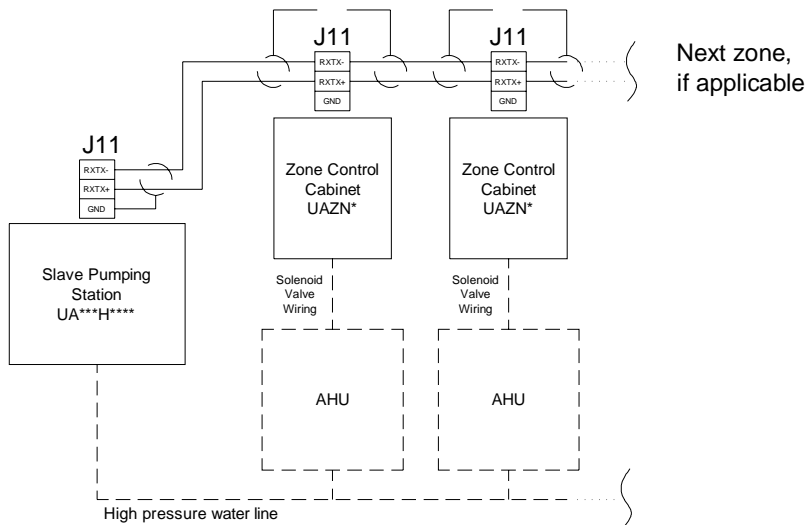 J11
RXTX-
RXTX+
GND
J11
RXTX-
RXTX+
GND
Next zone,
if applicable
J11
RXTX-
RXTX+
GND
Zone Control
Cabinet
UAZN*
Zone Control
Cabinet
UAZN*
Slave Pumping
Station
UA***H****
Solenoid
Valve
Wiring
Solenoid
Valve
Wiring
AHU
AHU
High pressure water line